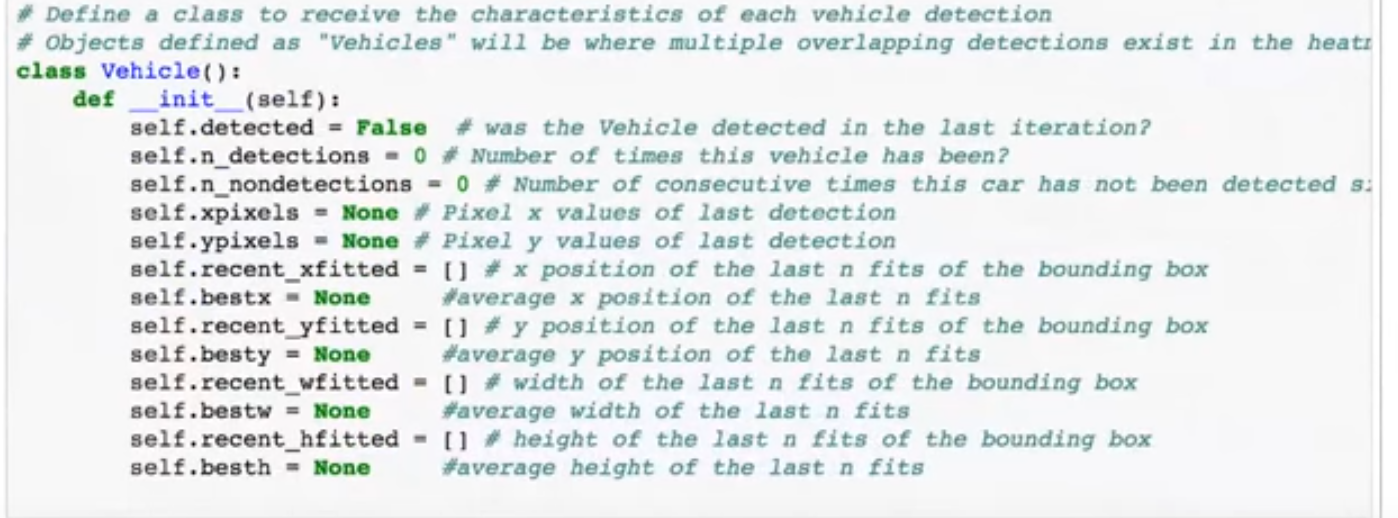 # Define a class to receive the characteristics of each vehicle detection
# Objects defined as "Vehicles" will be where multiple overlapping detections exist in the
class Vehicle():
    def __init__(self):
        self.detected = False  # was the Vehicle detected in the last iteration?
        self.n_detections = 0 # Number of times this vehicle has been?
        self.n_nondetections = 0 # Number of consecutive times this car has not been detected
        self.xpixels = None # Pixel x values of last detection
        self.ypixels = None # Pixel y values of last detection
        self.recent_xfitted = [] # x position of the last n fits of the bounding box
        self.bestx = None     #average x position of the last n fits
        self.recent_yfitted = [] # y position of the last n fits of the bounding box
        self.besty = None     #average y position of the last n fits
        self.recent_wfitted = [] # width of the last n fits of the bounding box
        self.bestw = None     #average width of the last n fits
        self.recent_hfitted = [] # height of the last n fits of the bounding box
        self.besth = None     #average height of the last n fits